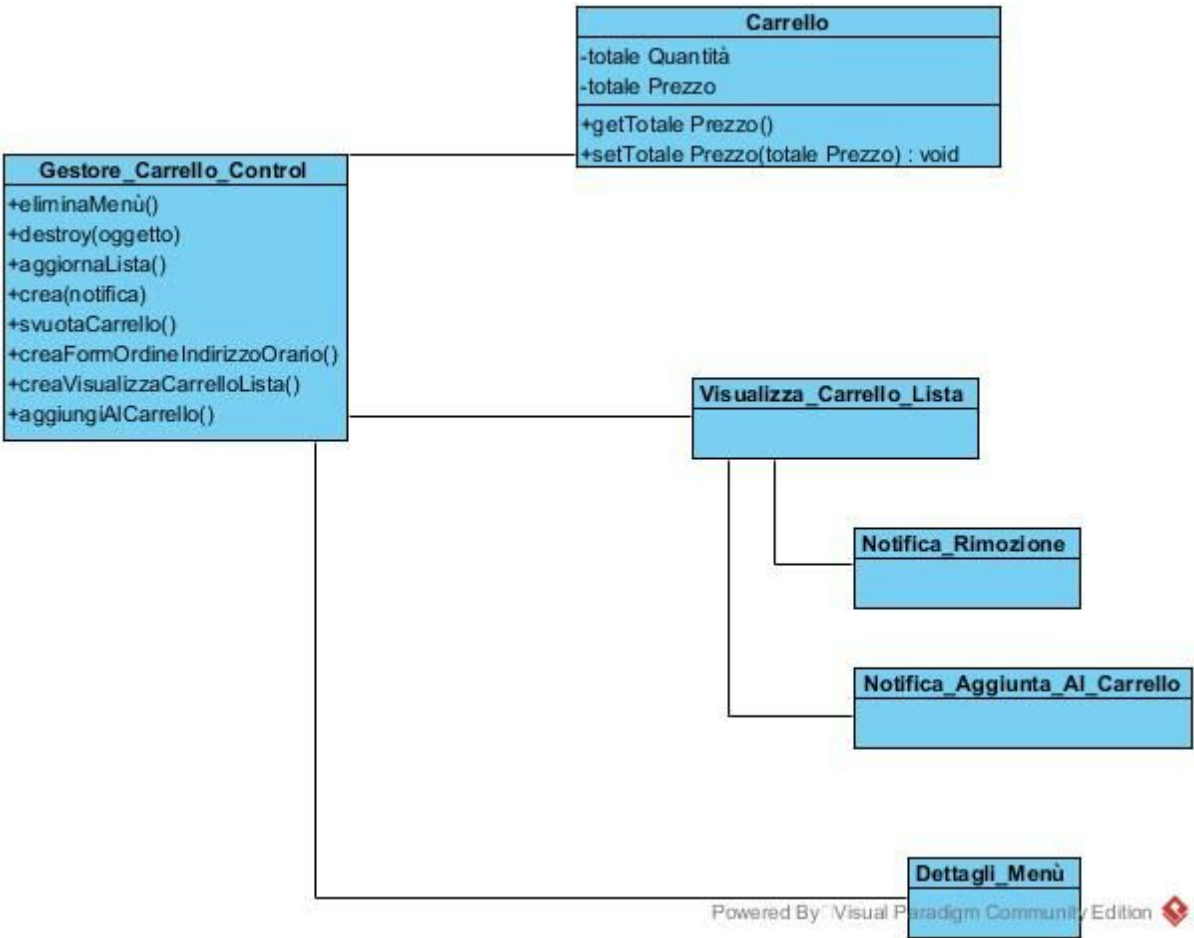 Carrello
-totale Quantità
-totale Prezzo
+getTotale Prezzo()
+setTotale Prezzo(totale Prezzo) : void
Gestore_Carrello_Control
+eliminaMenù()
+destroy(oggetto)
+aggiornaLista()
+crea(notifica)
+svuotaCarrello()
+creaFormOrdineIndirizzoOrario()
+creaVisualizzaCarrelloLista()
+aggiungiAlCarrello()
Visualizza_Carrello_Lista
Notifica_Rimozione
Notifica_Aggiunta_Al_Carrello
Dettagli_Menù
Powered By Visual Paradigm Community Edition